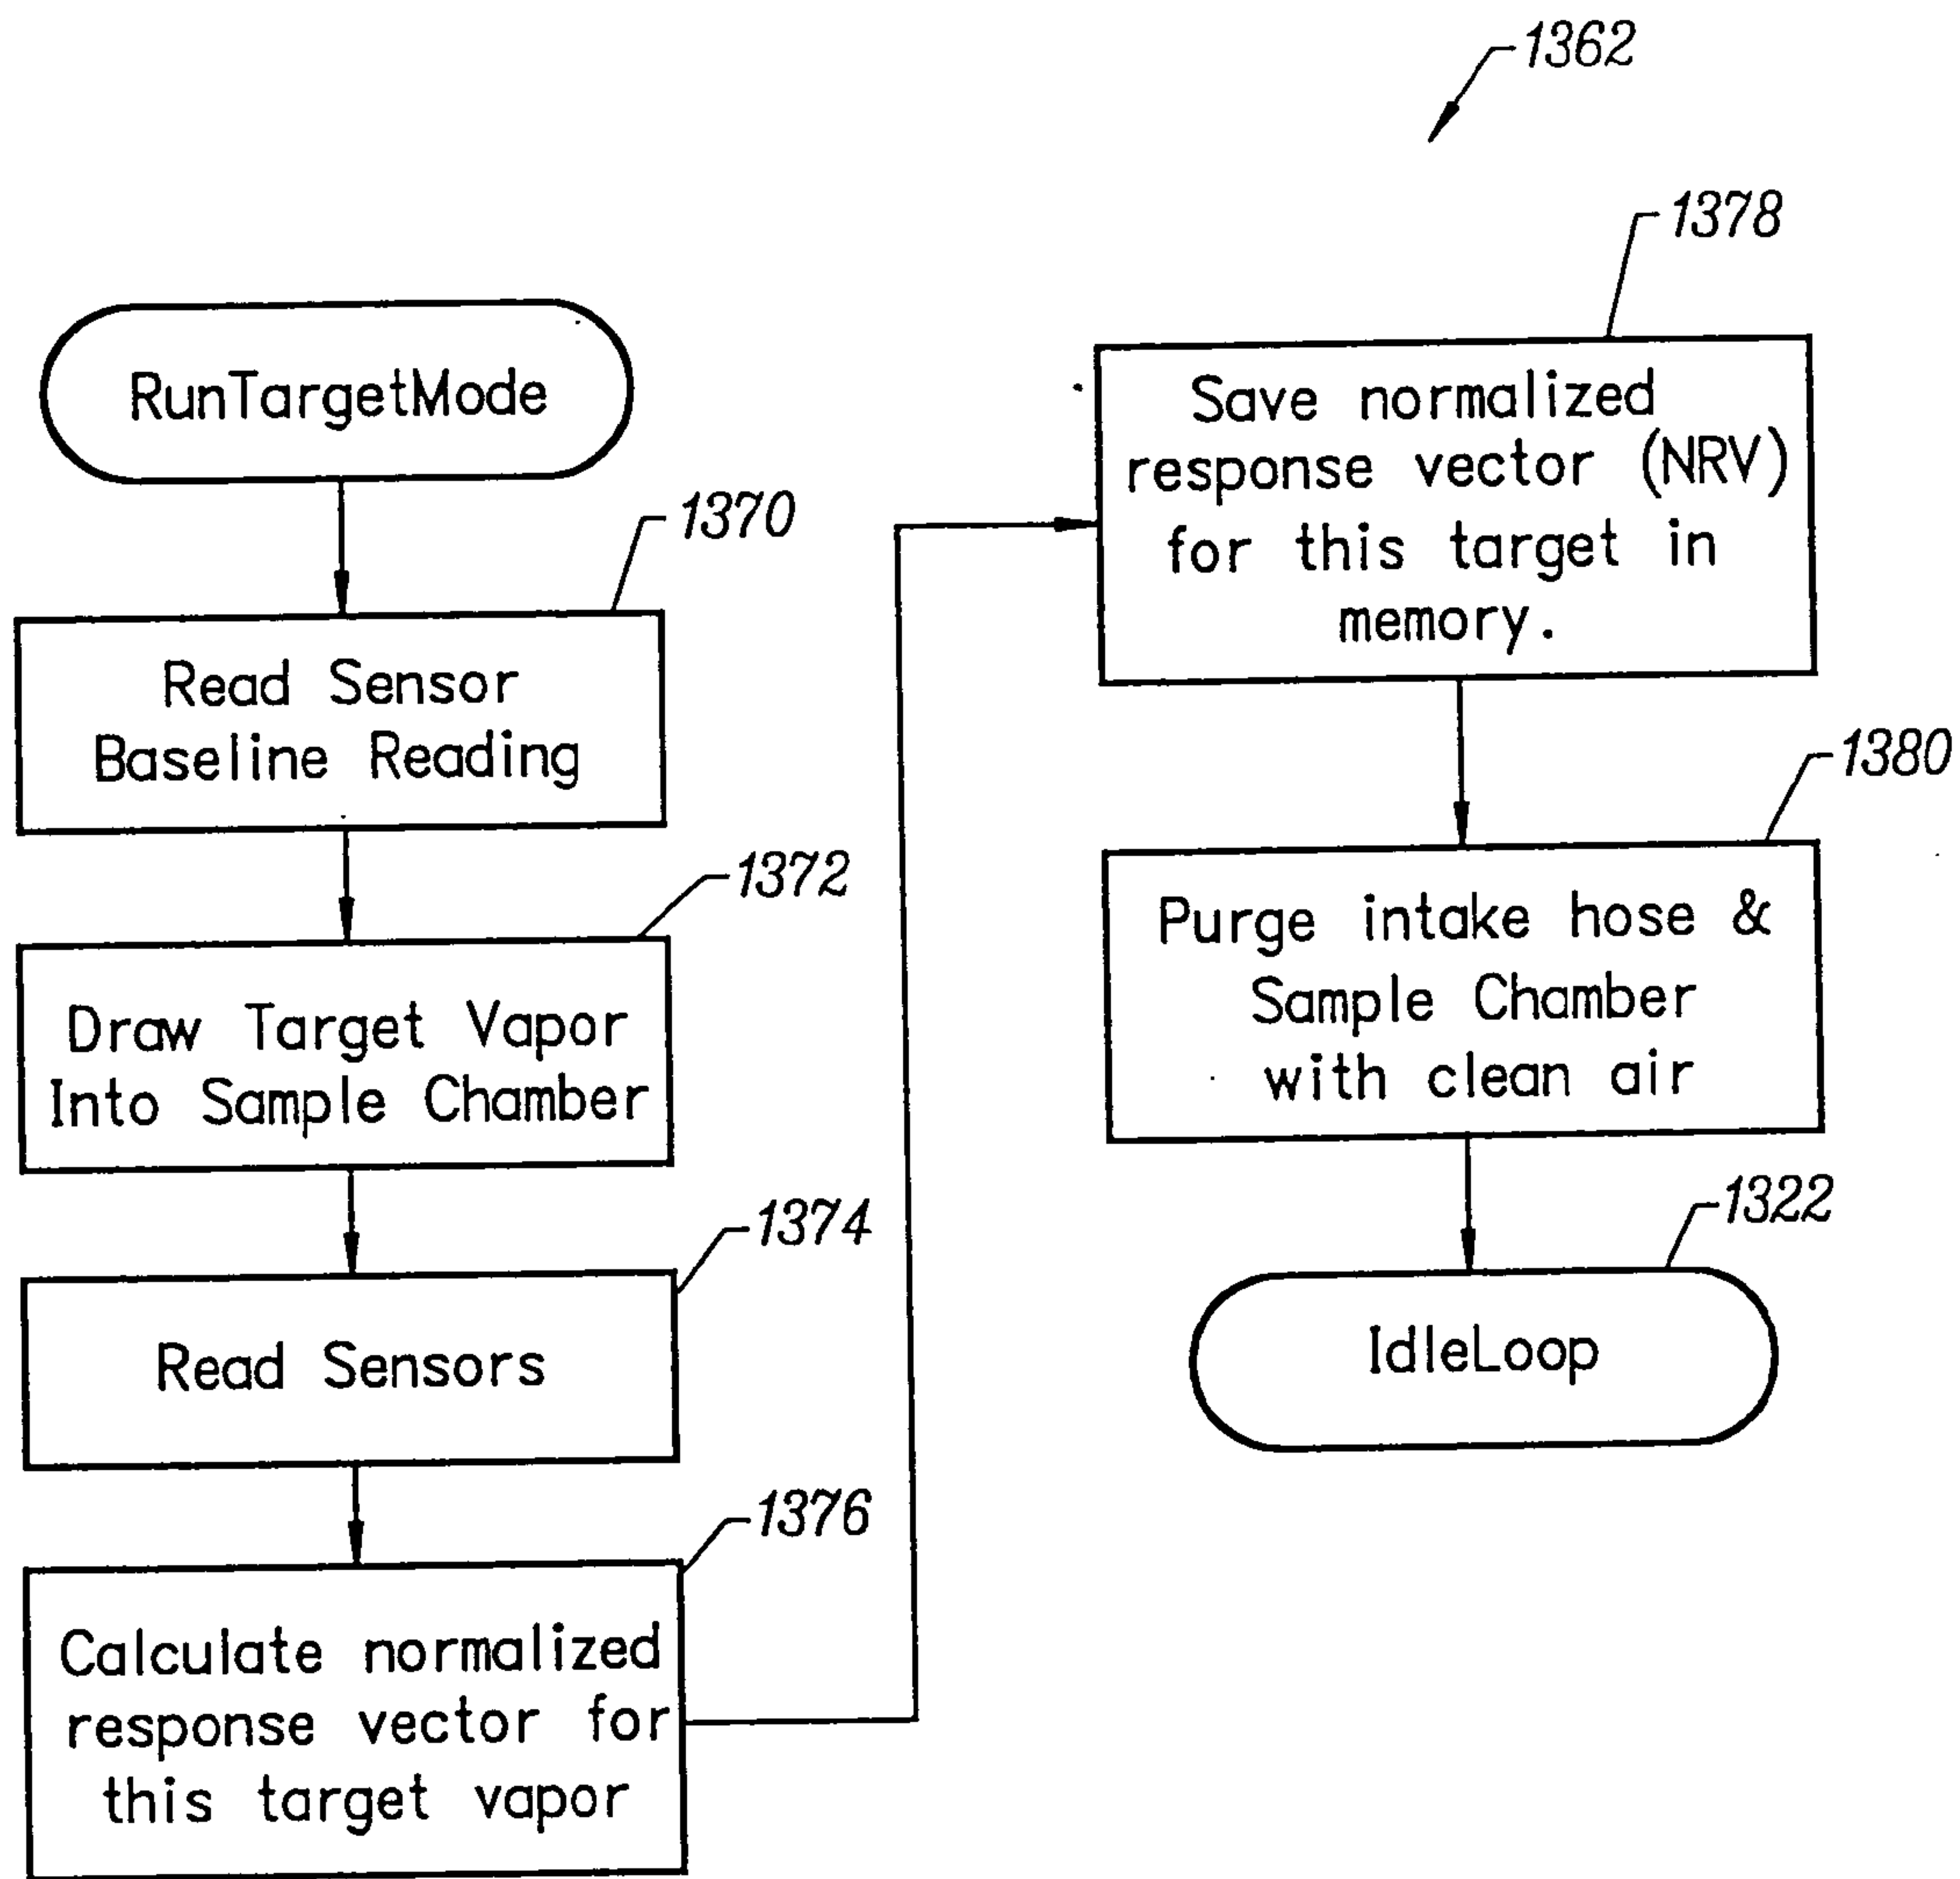 1362
RunTargetMode
1370
Read Sensor
Baseline Reading
1372
Draw Target Vapor
Into Sample Chamber
1374
Read Sensors
1376
Calculate normalized
response vector for
this target vapor
1378
Save normalized
response vector (NRV)
for this target in
memory.
1380
Purge intake hose &
Sample Chamber
with clean air
1322
IdleLoop